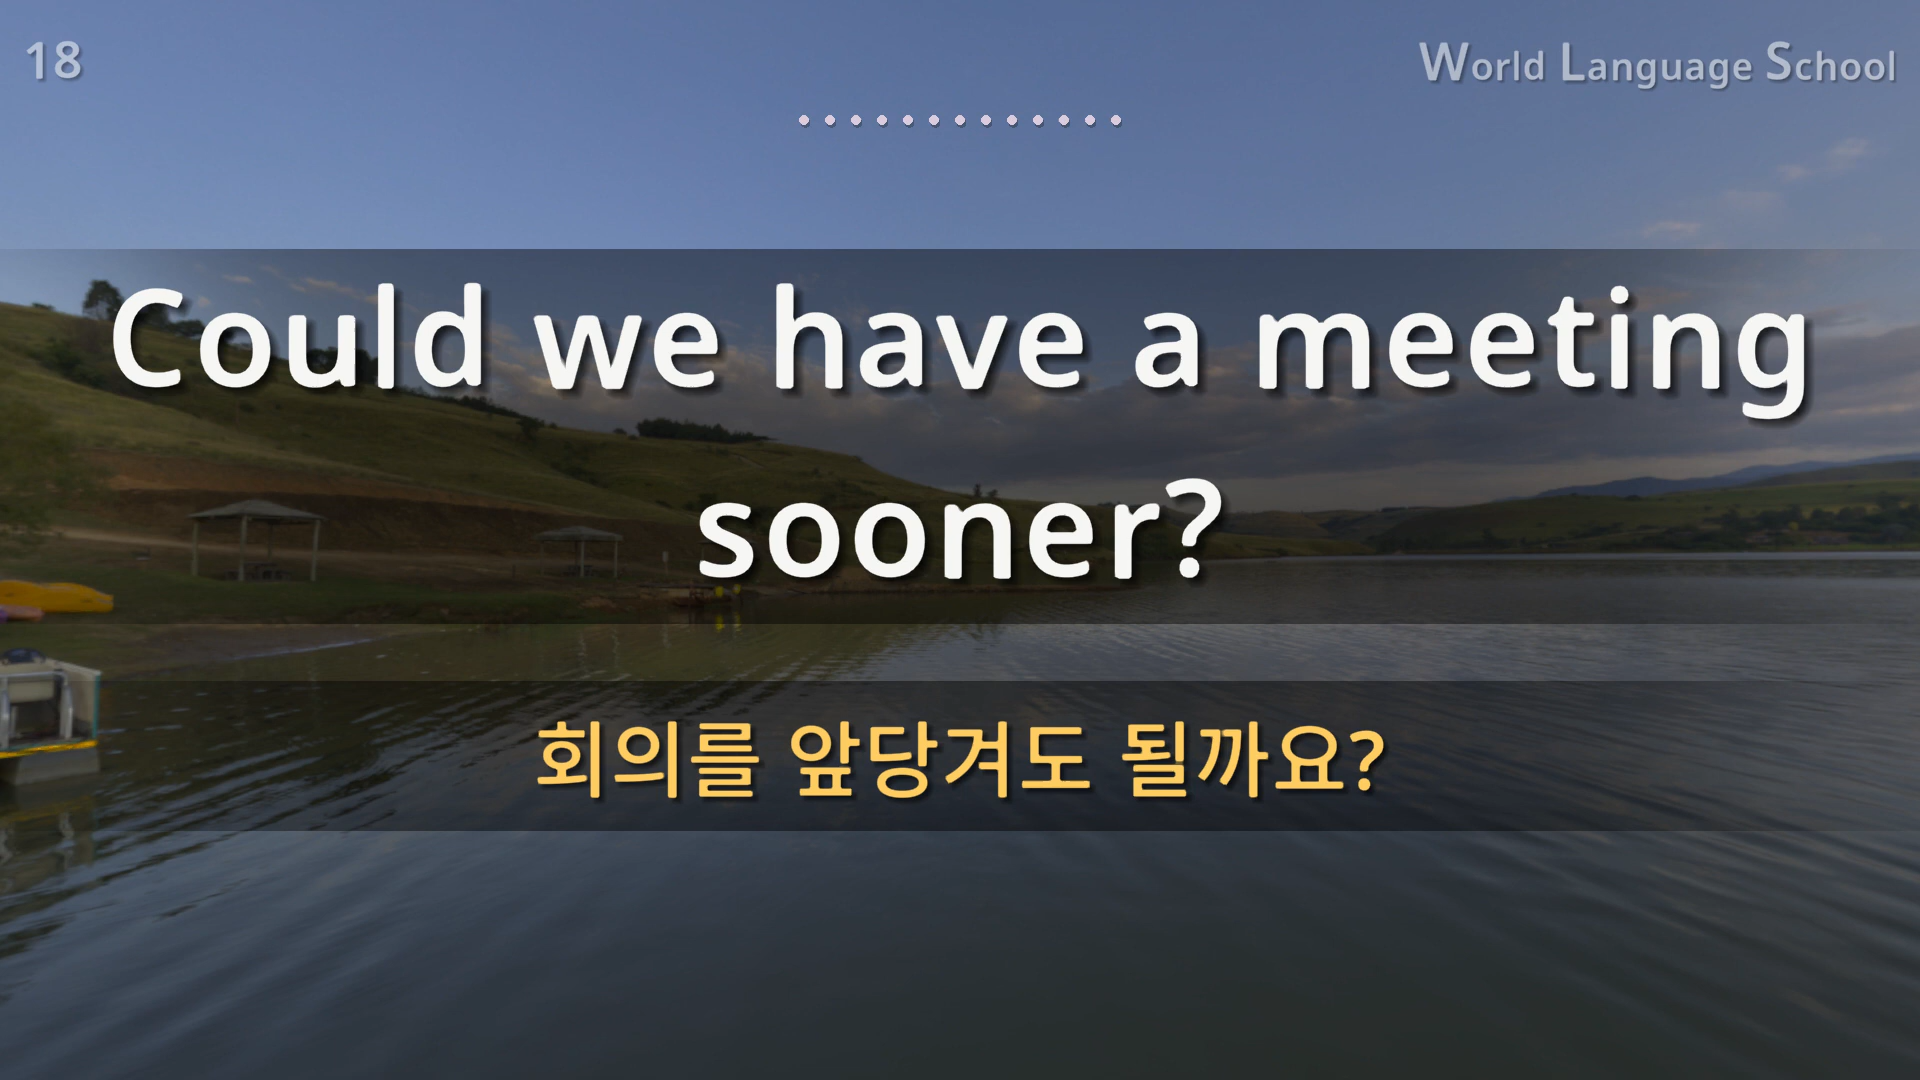 18
World Language School
Could we have a meeting
sooner?
회의를 앞당겨도 될까요?